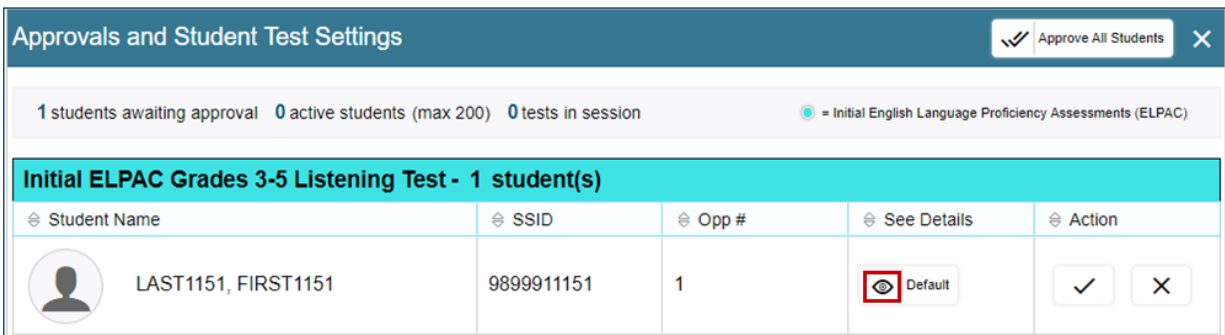 Approvals and Student Test Settings Approve All Students
1 students awaiting approval 0 active students (max 200) 0 tests in session = Initial English Language Proficiency Assessments (ELPAC)
Initial ELPAC Grades 3-5 Listening Test - 1 student(s)
Student Name SSID Opp # See Details Action
LAST1151, FIRST1151 9899911151 1 Default